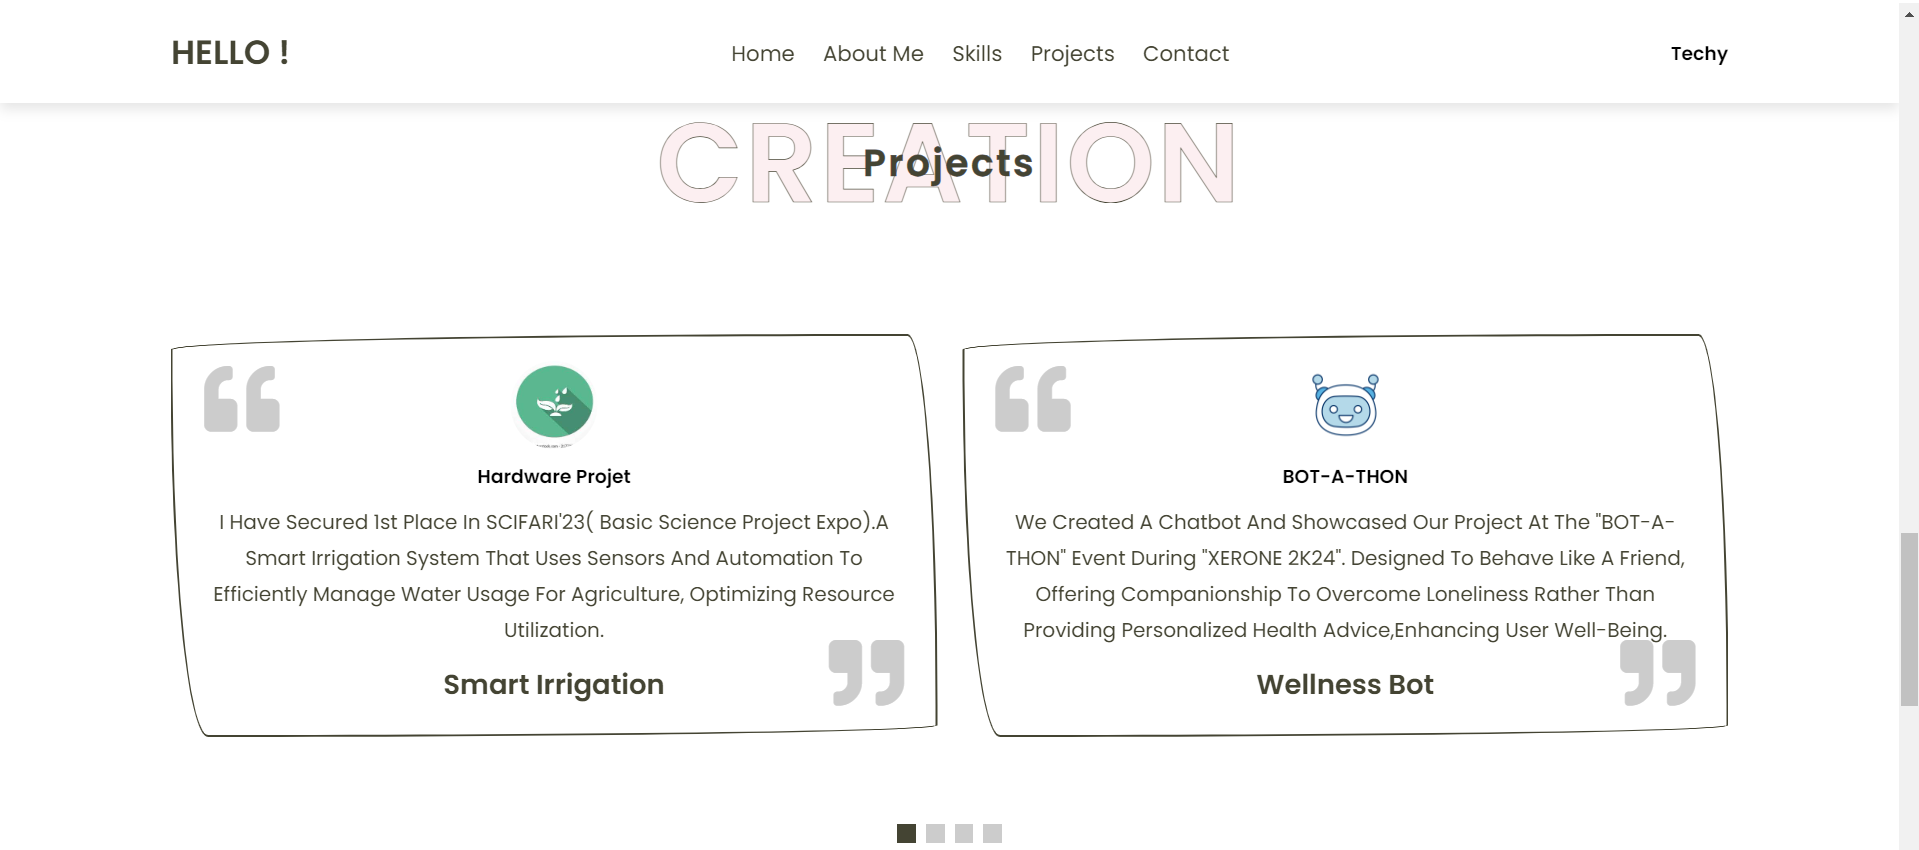 HELLO !
Home About Me Skills Projects Contact
Techy
CREATION
Projects
Hardware Projet
I Have Secured 1st Place In SCIFARI'23( Basic Science Project Expo).A
Smart Irrigation System That Uses Sensors And Automation To
Efficiently Manage Water Usage For Agriculture, Optimizing Resource
Utilization.
Smart Irrigation
BOT-A-THON
We Created A Chatbot And Showcased Our Project At The "BOT-A-
THON" Event During "XERONE 2K24". Designed To Behave Like A Friend,
Offering Companionship To Overcome Loneliness Rather Than
Providing Personalized Health Advice,Enhancing User Well-Being.
Wellness Bot